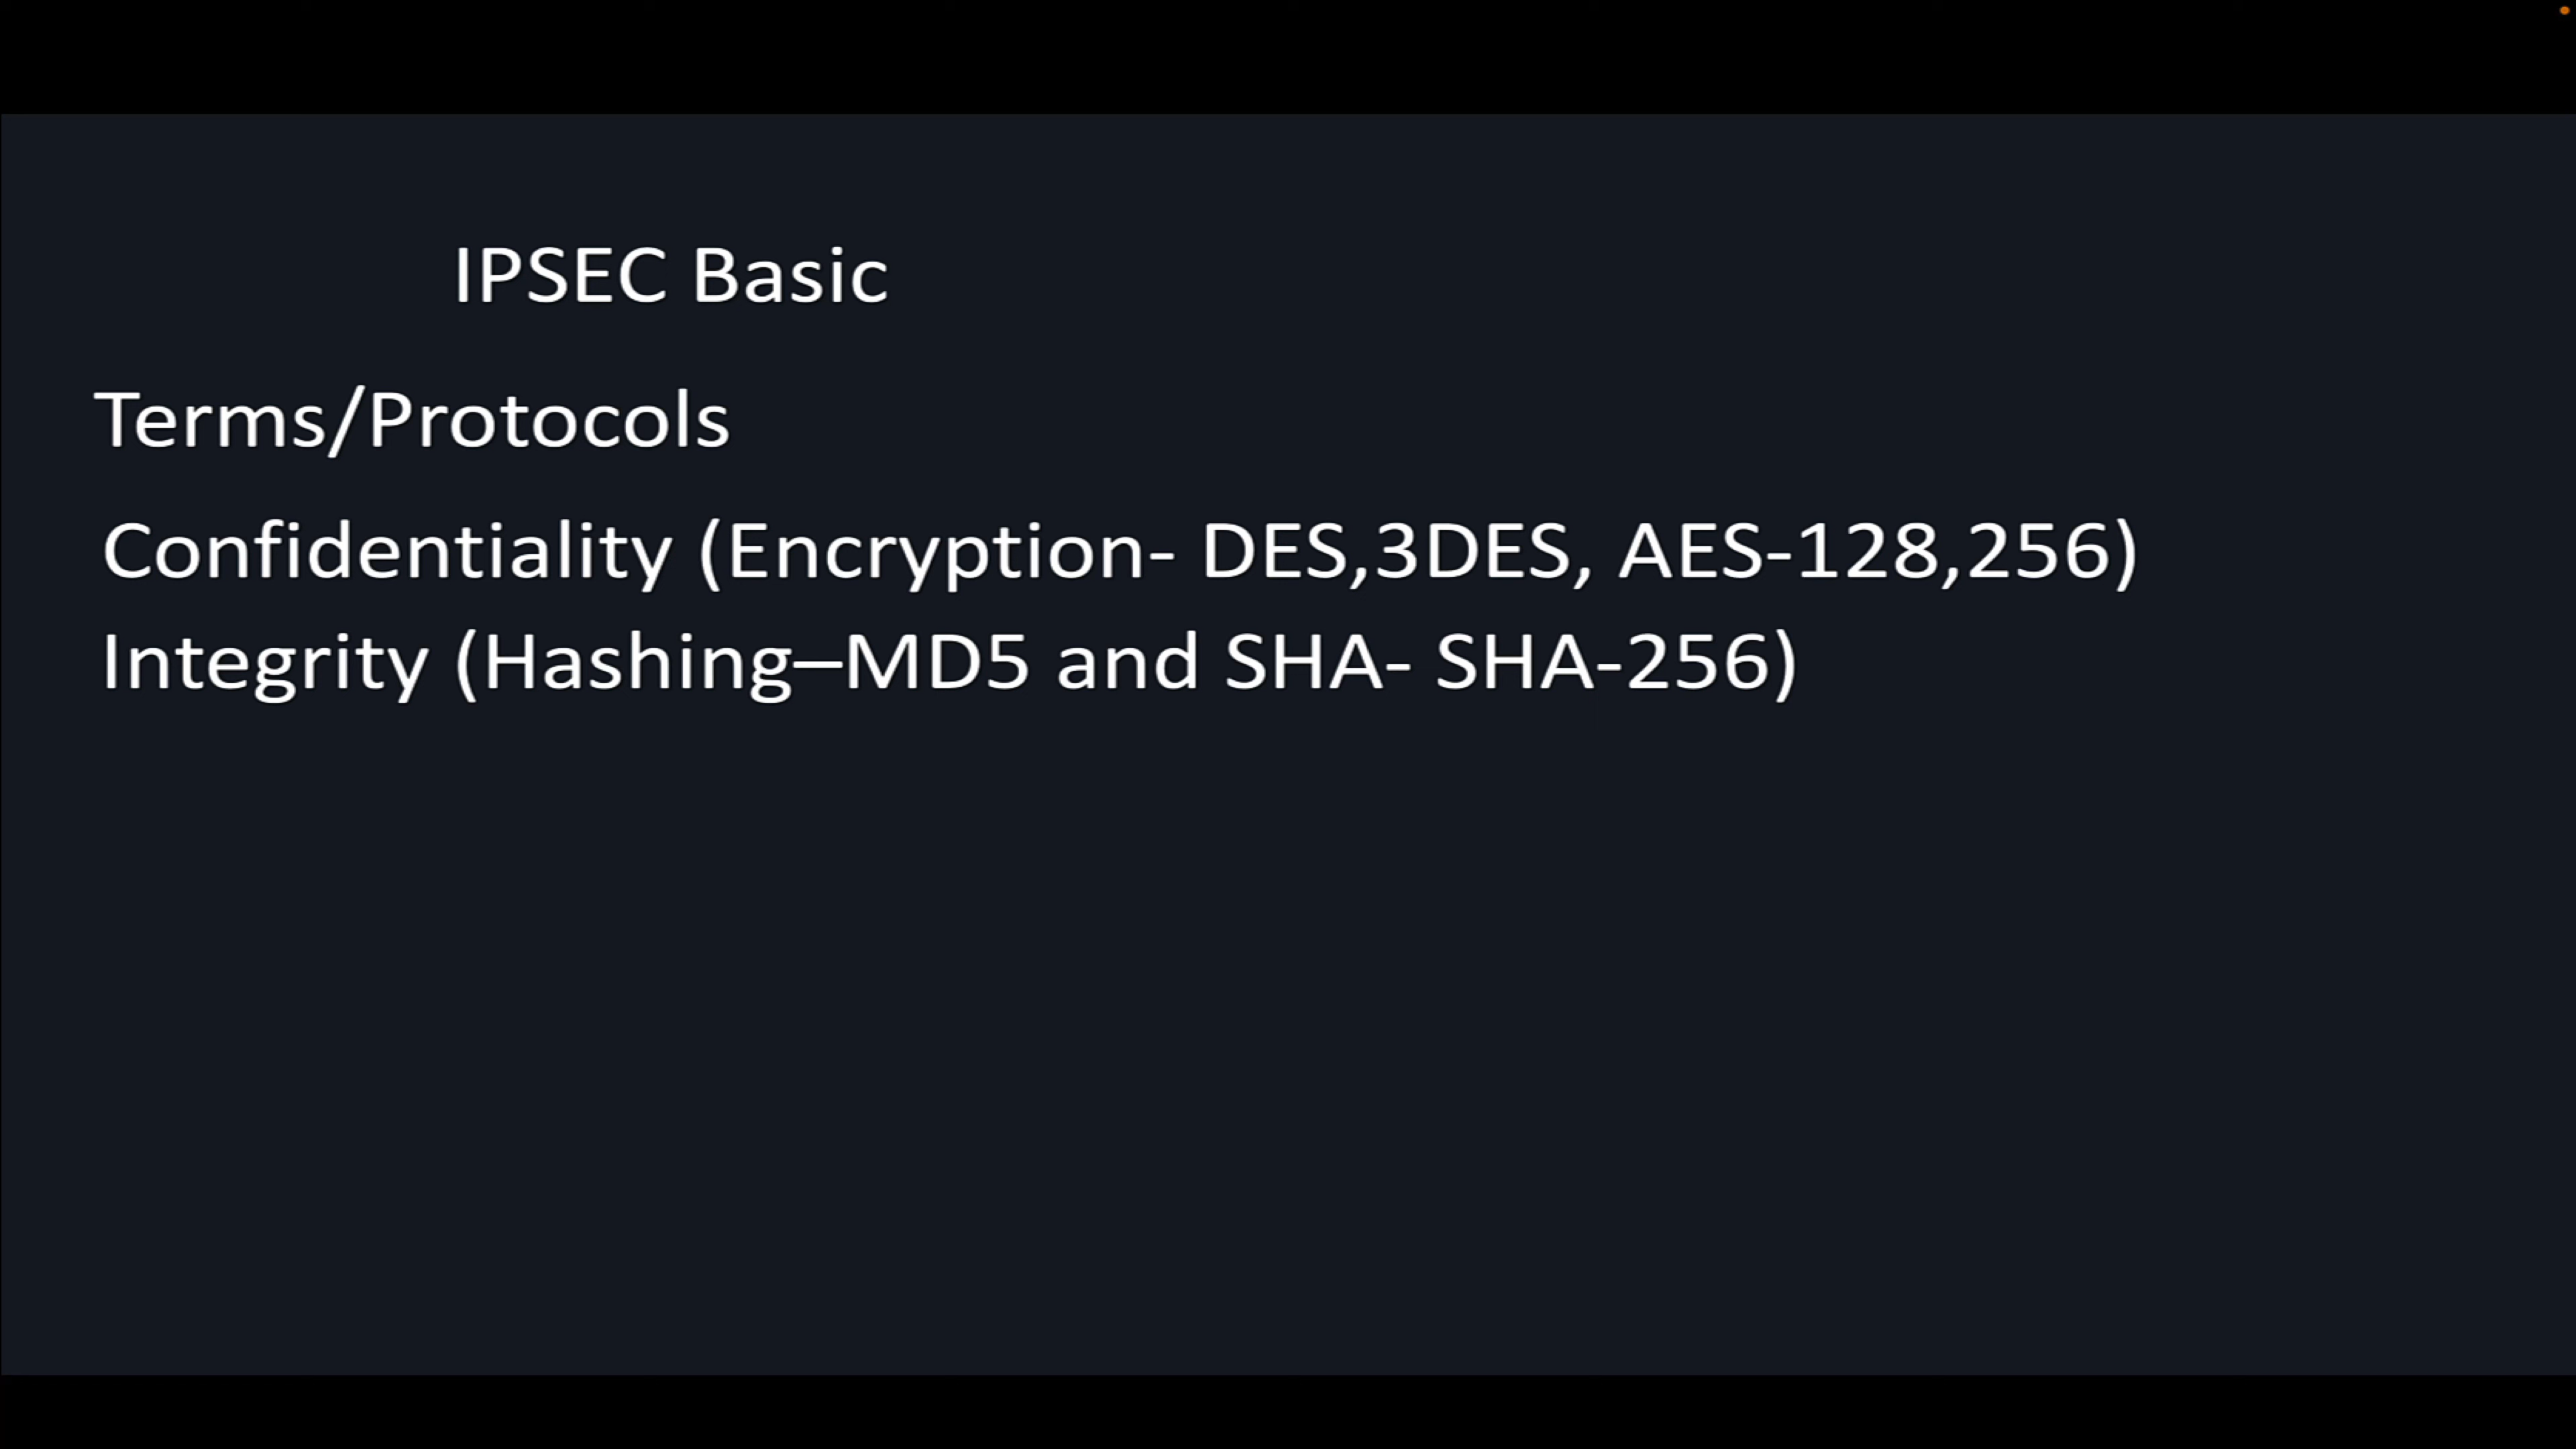 IPSEC Basic
Terms/Protocols
Confidentiality (Encryption- DES,3DES, AES-128,256)
Integrity (Hashing–MD5 and SHA- SHA-256)